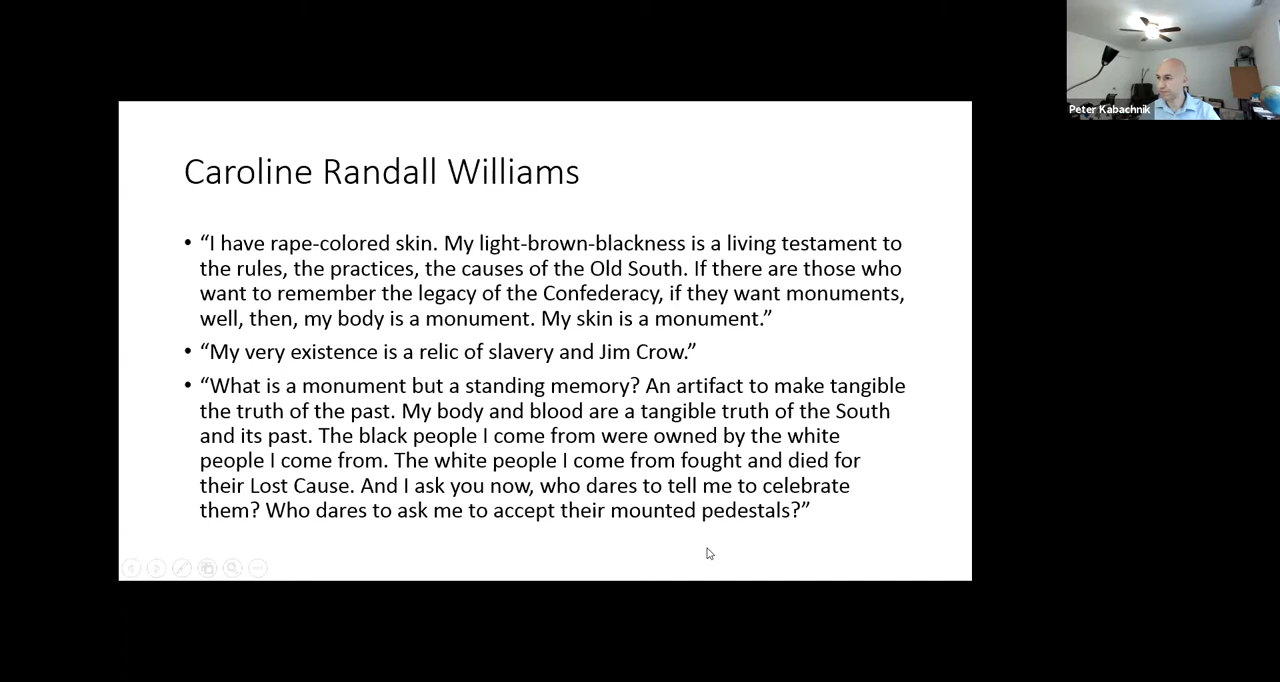 Peter Kabachnik
Caroline Randall Williams
• “I have rape-colored skin. My light-brown-blackness is a living testament to
the rules, the practices, the causes of the Old South. If there are those who
want to remember the legacy of the Confederacy, if they want monuments,
well, then, my body is a monument. My skin is a monument.”
• “My very existence is a relic of slavery and Jim Crow.”
• “What is a monument but a standing memory? An artifact to make tangible
the truth of the past. My body and blood are a tangible truth of the South
and its past. The black people I come from were owned by the white
people I come from. The white people I come from fought and died for
their Lost Cause. And I ask you now, who dares to tell me to celebrate
them? Who dares to ask me to accept their mounted pedestals?”